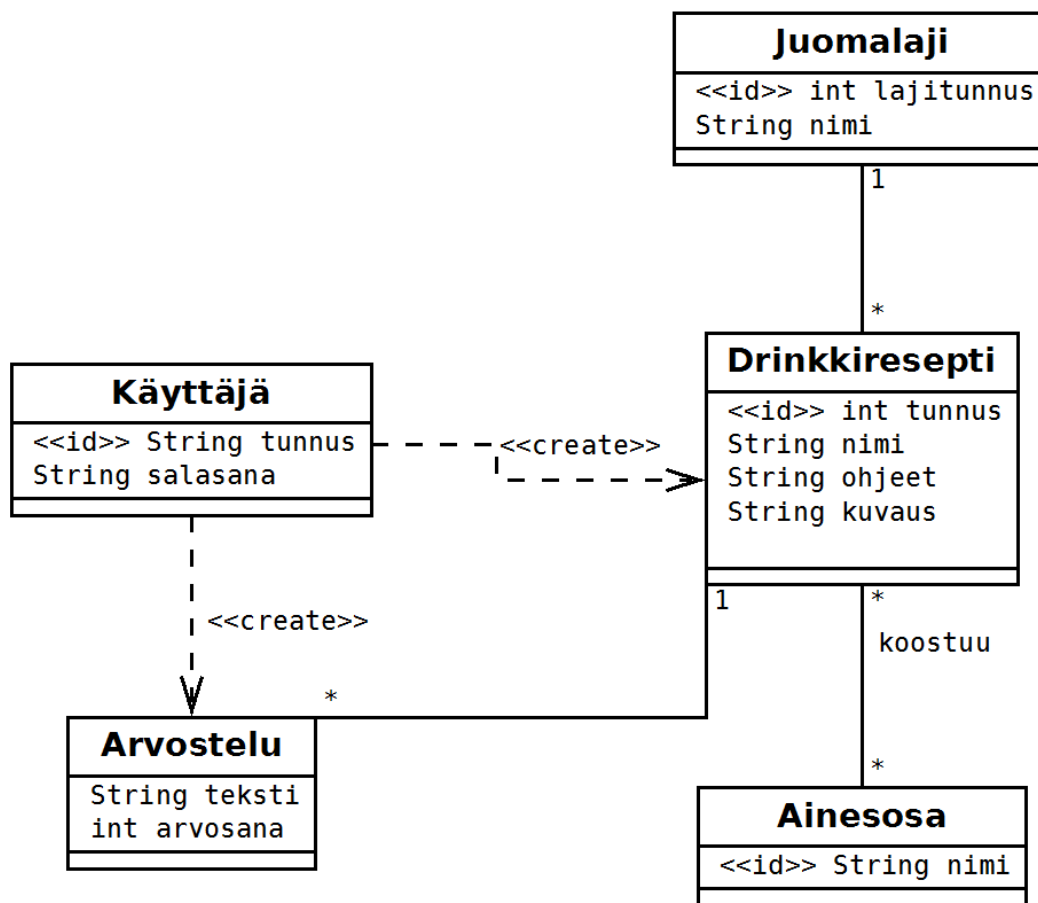 Juomalaji
<<id>> int lajitunnus
String nimi
1
*
Drinkkiresepti
<<id>> int tunnus
String nimi
String ohjeet
String kuvaus
Käyttäjä
<<id>> String tunnus
String salasana
<<create>>
<<create>>
1
*
koostuu
*
*
Arvostelu
String teksti
int arvosana
Ainesosa
<<id>> String nimi